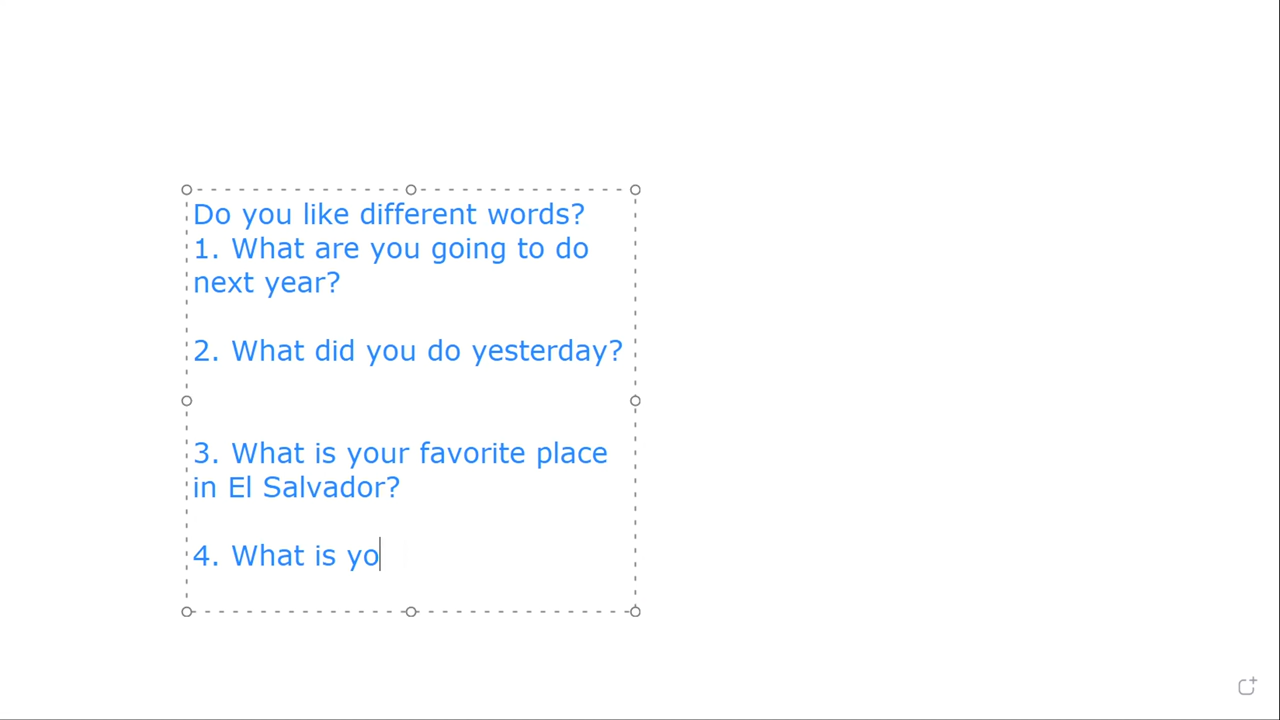 Do you like different words?
1. What are you going to do
next year?
2. What did you do yesterday?
3. What is your favorite place
in El Salvador?
4. What is yo